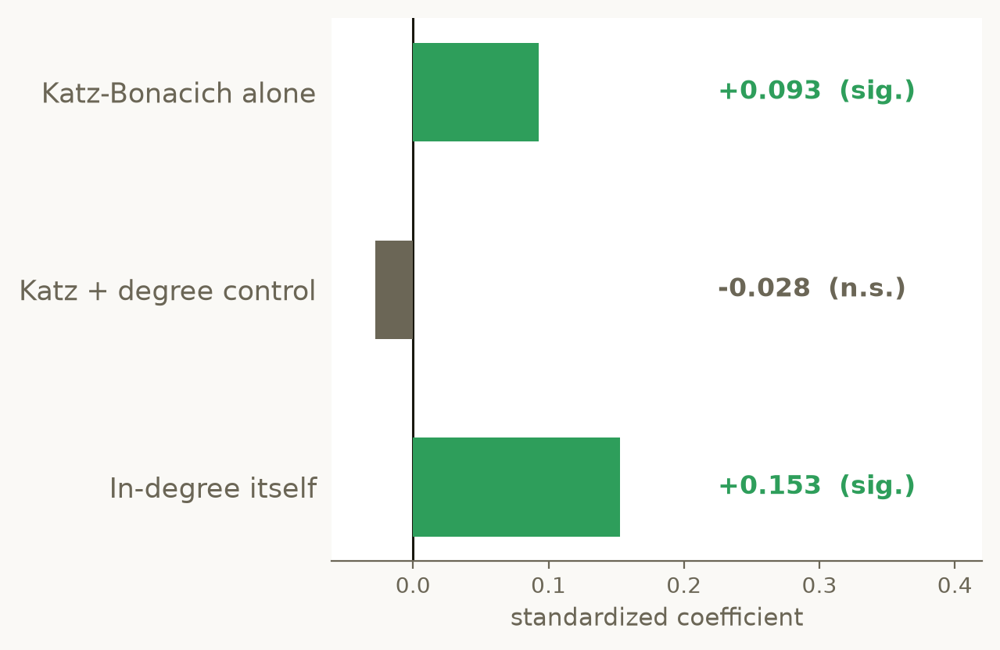 Katz-Bonacich alone
+0.093 (sig.)
Katz + degree control
-0.028 (n.s.)
In-degree itself
+0.153 (sig.)
0.0 0.1 0.2 0.3 0.4
standardized coefficient